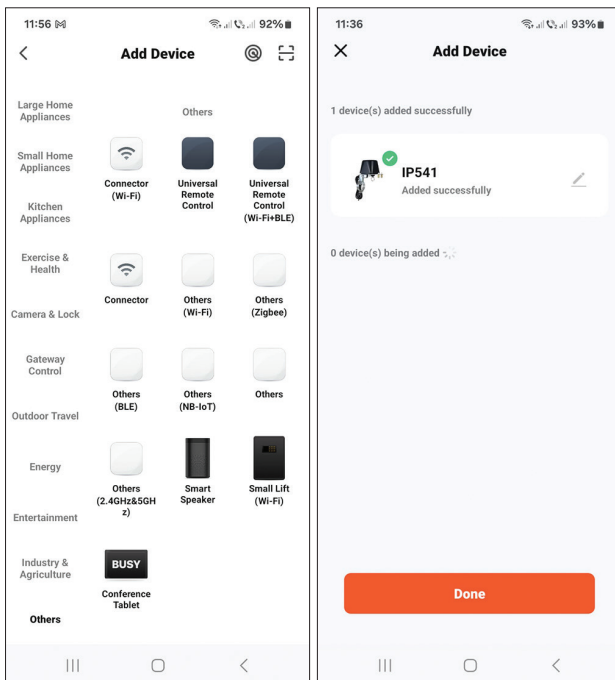 11:56
92%
Add Device
Large Home
Appliances
Small Home
Appliances
Kitchen
Appliances
Exercise &
Health
Camera & Lock
Gateway
Control
Outdoor Travel
Energy
Entertainment
Industry &
Agriculture
Others
Others
Connector
(Wi-Fi)
Universal
Remote
Control
Universal
Remote
Control
(Wi-Fi+BLE)
Connector
Others
(Wi-Fi)
Others
(Zigbee)
Others
(BLE)
Others
(NB-IoT)
Others
Others
(2.4GHz&5GH
z)
Smart
Speaker
Small Lift
(Wi-Fi)
BUSY
Conference
Tablet
11:36
93%
Add Device
1 device(s) added successfully
IP541
Added successfully
0 device(s) being added
Done